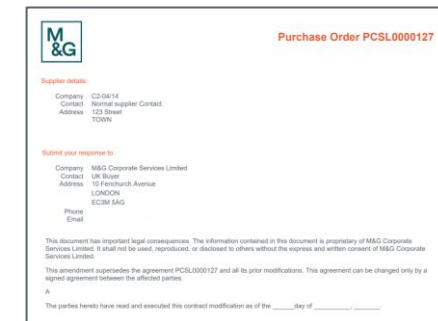 M
&G
Purchase Order PCSL0000127
Supplier details:
Company C2-04/14
Contact Normal supplier Contact
Address 123 Street
TOWN
Submit your response to:
Company M&G Corporate Services Limited
Contact UK Buyer
Address 10 Fenchurch Avenue
LONDON
EC3M 5AG
Phone
Email
This document has important legal consequences. The information contained in this document is proprietary of M&G Corporate
Services Limited. It shall not be used, reproduced, or disclosed to others without the express and written consent of M&G Corporate
Services Limited.
This amendment supersedes the agreement PCSL0000127 and all its prior modifications. This agreement can be changed only by a
signed agreement between the affected parties.
A
The parties hereto have read and executed this contract modification as of the _____day of __________, _______.